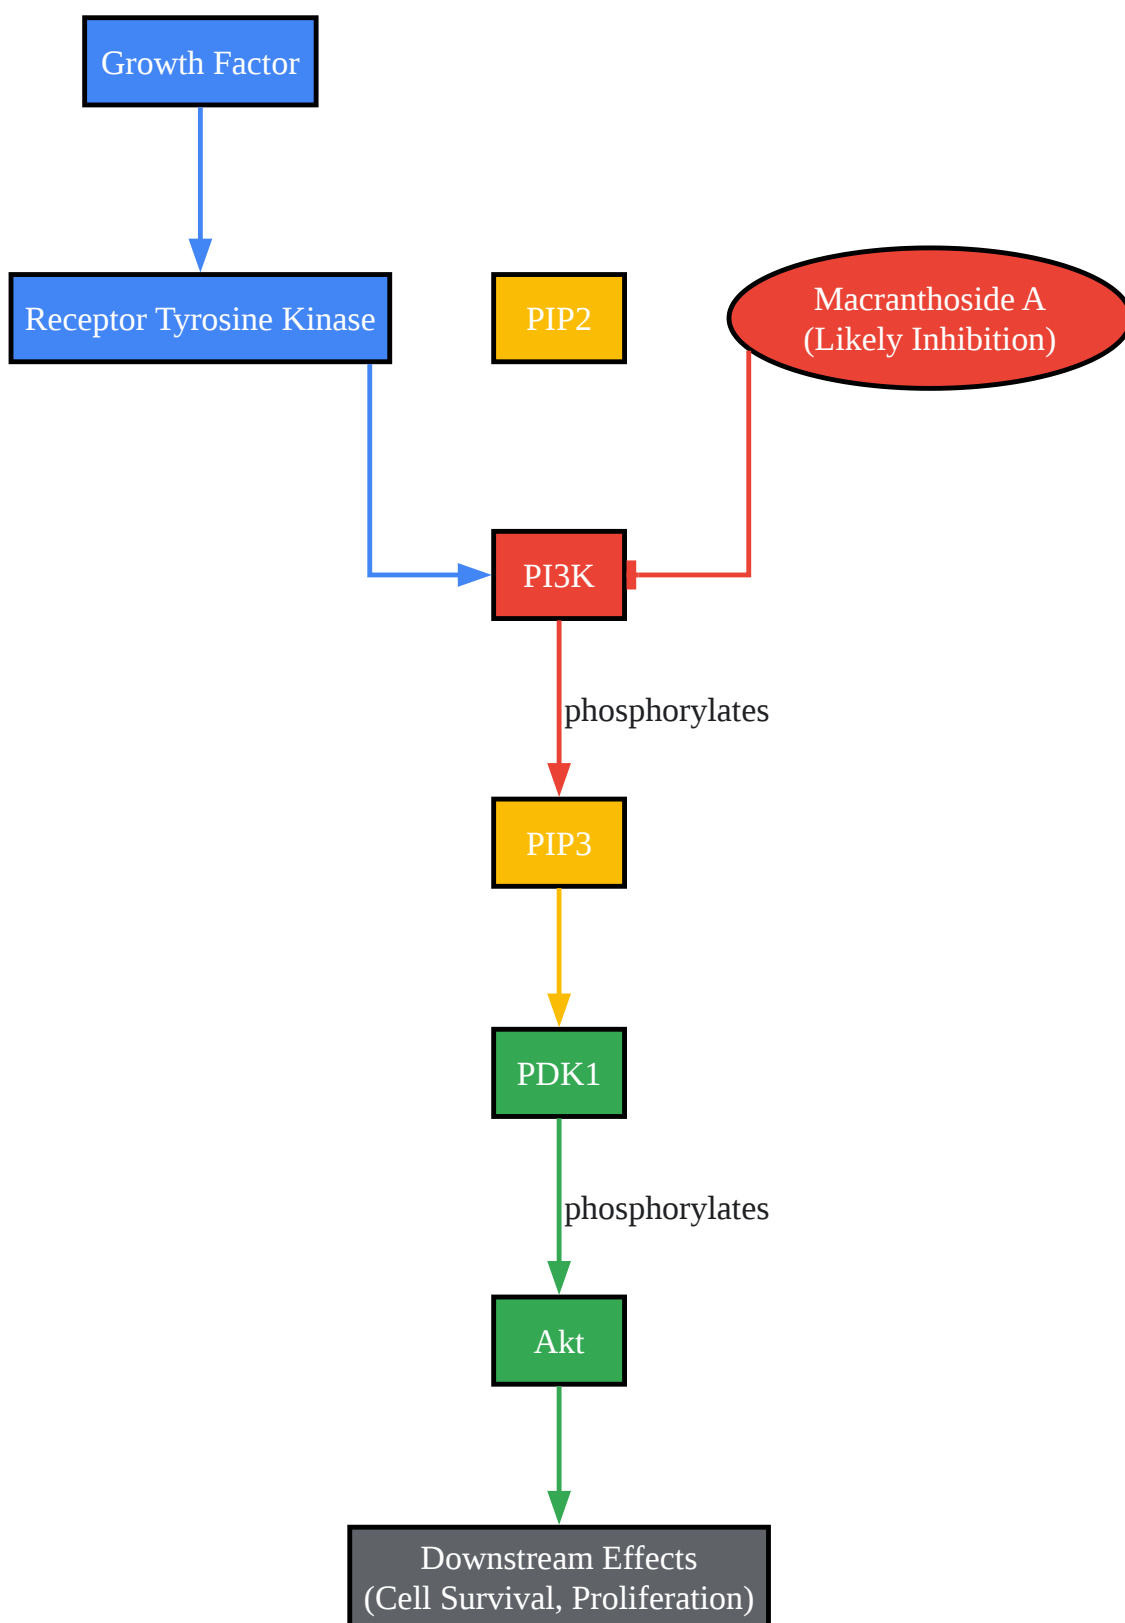 Growth Factor
Receptor Tyrosine Kinase
PIP2
Macranthoside A
(Likely Inhibition)
PI3K
phosphorylates
PIP3
PDK1
phosphorylates
Akt
Downstream Effects
(Cell Survival, Proliferation)